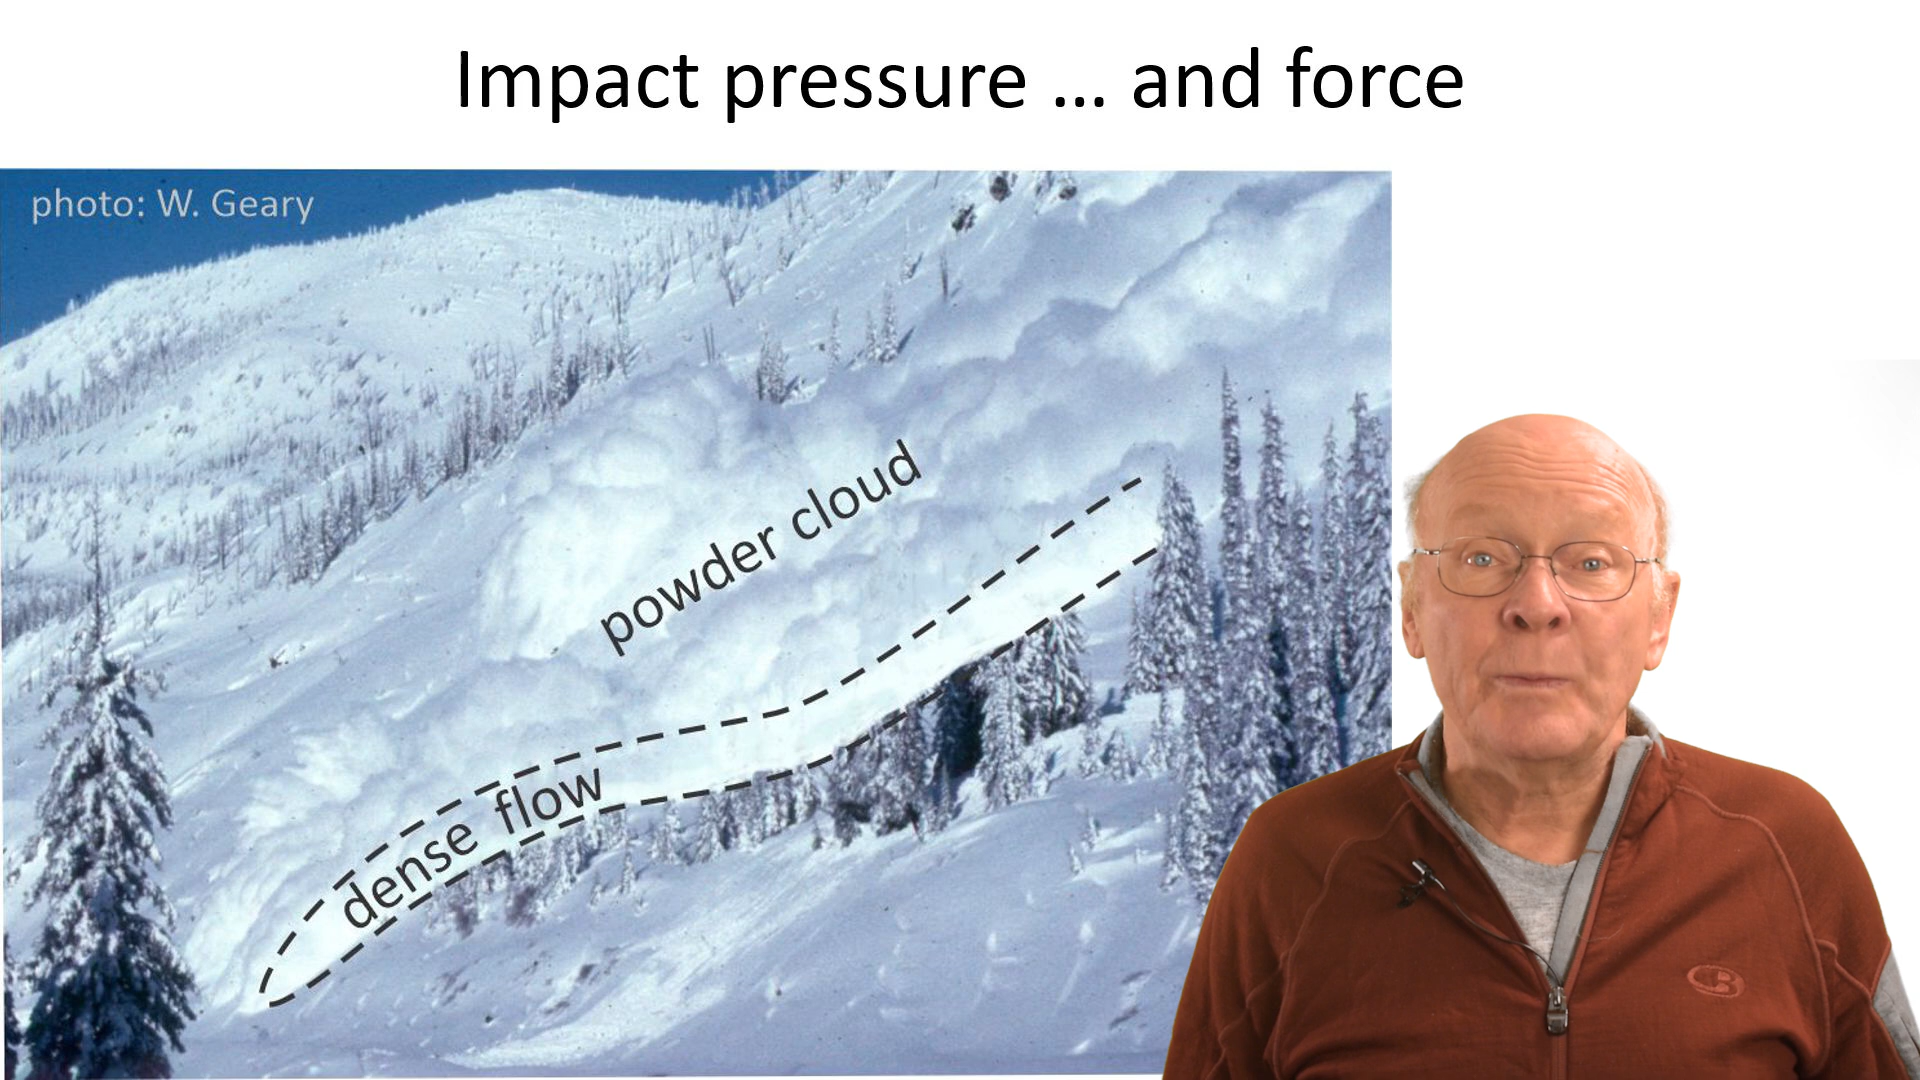 Impact pressure ... and force
photo: W. Geary
powder cloud
dense flow